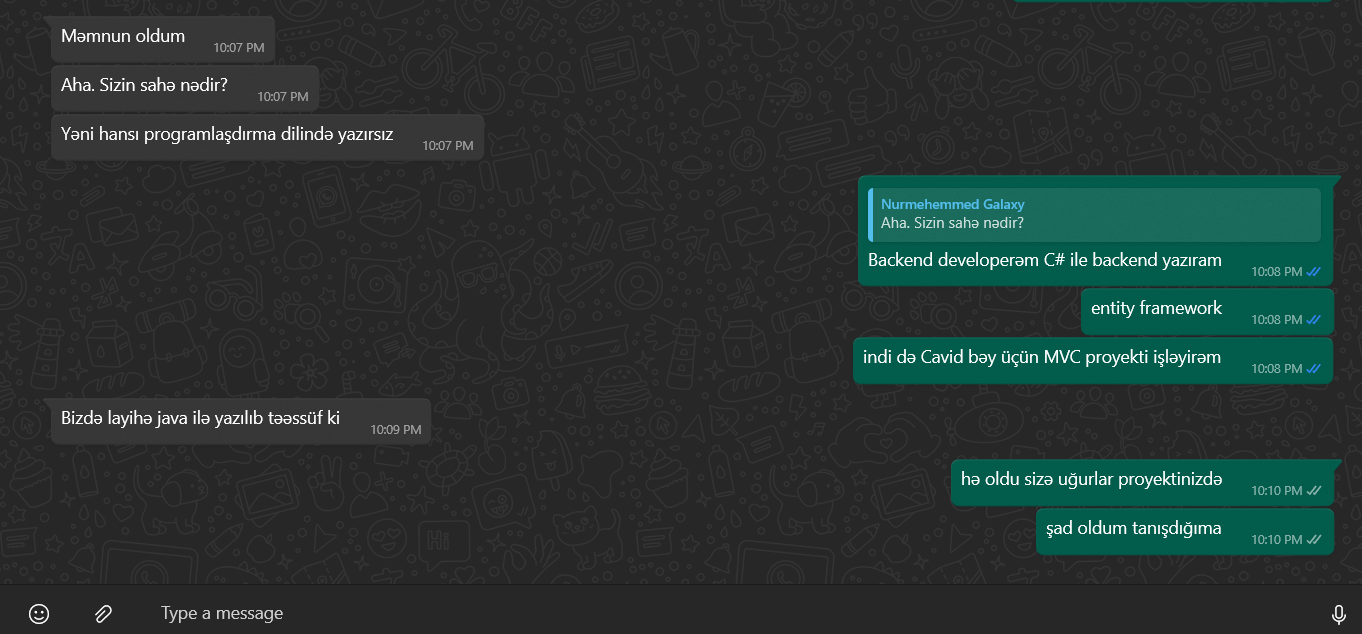 Məmnun oldum
10:07 PM
Aha. Sizin sahə nədir?
10:07 PM
Yəni hansı programlaşdırma dilində yazırsız
10:07 PM
Nurmehemmed Galaxy
Aha. Sizin sahə nədir?
Backend developerəm C# ile backend yazıram
10:08 PM
entity framework
10:08 PM
indi də Cavid bəy üçün MVC proyekti işləyirəm
10:08 PM
Bizdə layihə java ilə yazılıb təəssüf ki
10:09 PM
hə oldu sizə uğurlar proyektinizdə
10:10 PM
şad oldum tanışdığıma
10:10 PM
Type a message